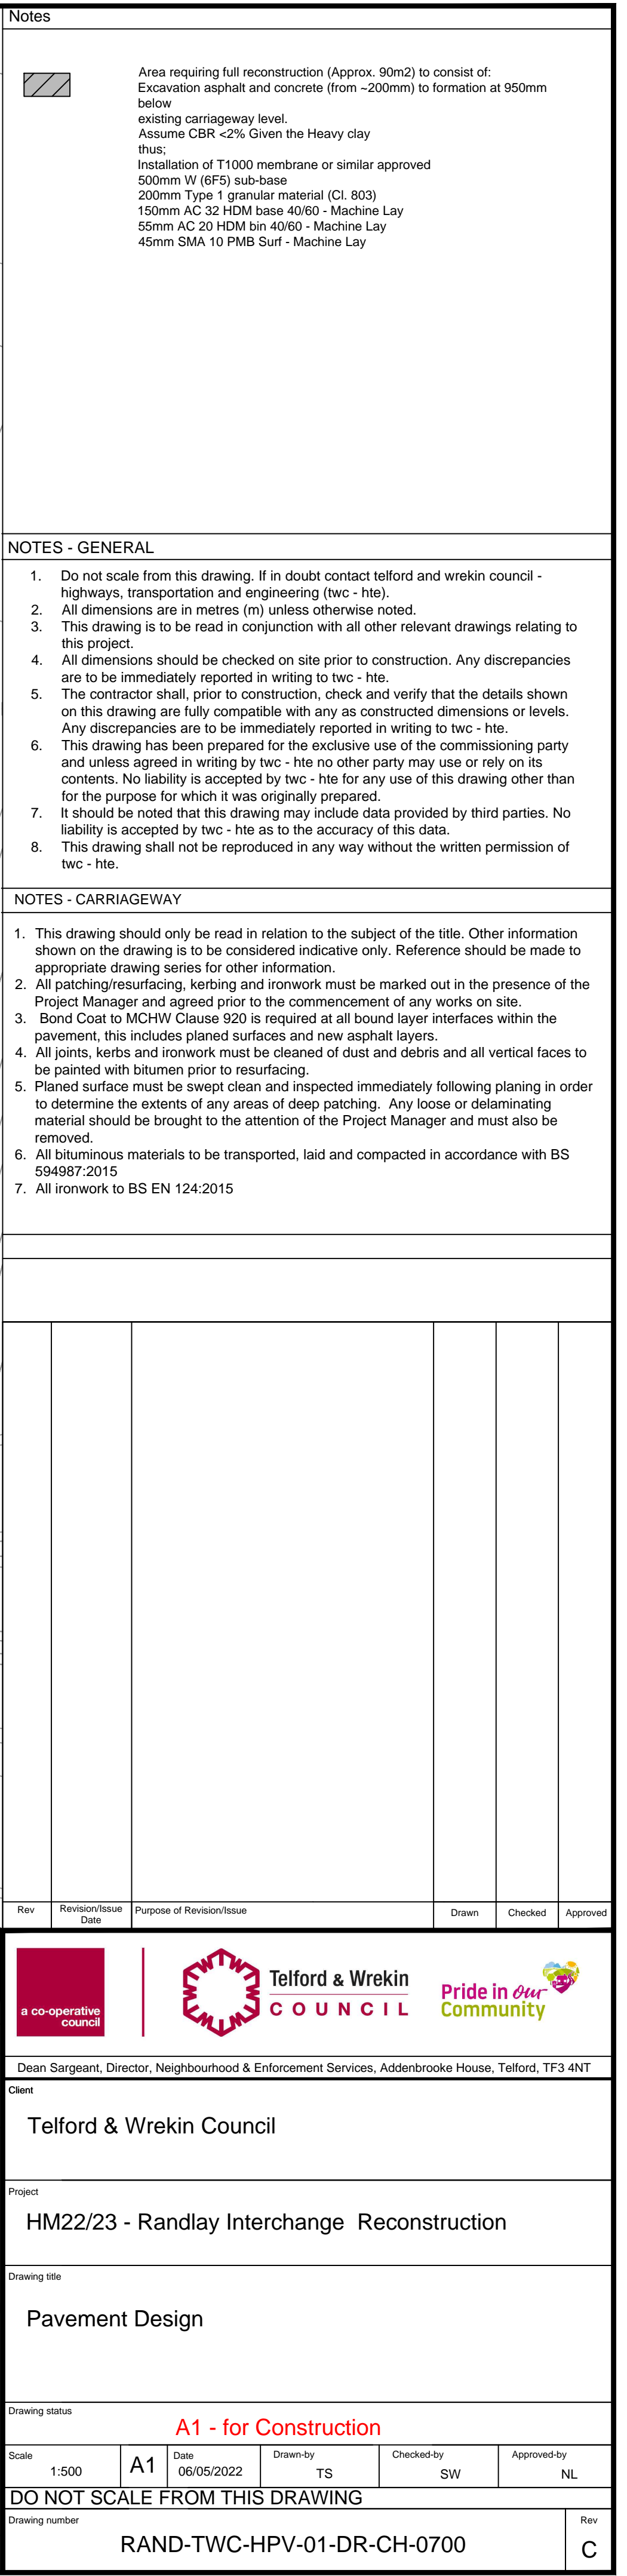 Notes
Area requiring full reconstruction (Approx. 90m2) to consist of:
Excavation asphalt and concrete (from ~200mm) to formation at 950mm
below
existing carriageway level.
Assume CBR <2% Given the Heavy clay
thus;
Installation of T1000 membrane or similar approved
500mm W (6F5) sub-base
200mm Type 1 granular material (Cl. 803)
150mm AC 32 HDM base 40/60 - Machine Lay
55mm AC 20 HDM bin 40/60 - Machine Lay
45mm SMA 10 PMB Surf - Machine Lay
NOTES - GENERAL
1. Do not scale from this drawing. If in doubt contact telford and wrekin council -
highways, transportation and engineering (twc - hte).
2. All dimensions are in metres (m) unless otherwise noted.
3. This drawing is to be read in conjunction with all other relevant drawings relating to
this project.
4. All dimensions should be checked on site prior to construction. Any discrepancies
are to be immediately reported in writing to twc - hte.
5. The contractor shall, prior to construction, check and verify that the details shown
on this drawing are fully compatible with any as constructed dimensions or levels.
Any discrepancies are to be immediately reported in writing to twc - hte.
6. This drawing has been prepared for the exclusive use of the commissioning party
and unless agreed in writing by twc - hte no other party may use or rely on its
contents. No liability is accepted by twc - hte for any use of this drawing other than
for the purpose for which it was originally prepared.
7. It should be noted that this drawing may include data provided by third parties. No
liability is accepted by twc - hte as to the accuracy of this data.
8. This drawing shall not be reproduced in any way without the written permission of
twc - hte.
NOTES - CARRIAGEWAY
1. This drawing should only be read in relation to the subject of the title. Other information
shown on the drawing is to be considered indicative only. Reference should be made to
appropriate drawing series for other information.
2. All patching/resurfacing, kerbing and ironwork must be marked out in the presence of the
Project Manager and agreed prior to the commencement of any works on site.
3. Bond Coat to MCHW Clause 920 is required at all bound layer interfaces within the
pavement, this includes planed surfaces and new asphalt layers.
4. All joints, kerbs and ironwork must be cleaned of dust and debris and all vertical faces to
be painted with bitumen prior to resurfacing.
5. Planed surface must be swept clean and inspected immediately following planing in order
to determine the extents of any areas of deep patching. Any loose or delaminating
material should be brought to the attention of the Project Manager and must also be
removed.
6. All bituminous materials to be transported, laid and compacted in accordance with BS
594987:2015
7. All ironwork to BS EN 124:2015
Rev Revision/Issue Date Purpose of Revision/Issue Drawn Checked Approved
a co-operative
council
Telford & Wrekin
COUNCIL
Pride in our
Community
Dean Sargeant, Director, Neighbourhood & Enforcement Services, Addenbrooke House, Telford, TF3 4NT
Client
Telford & Wrekin Council
Project
HM22/23 - Randlay Interchange Reconstruction
Drawing title
Pavement Design
Drawing status
A1 - for Construction
Scale
1:500
A1
Date
06/05/2022
Drawn-by
TS
Checked-by
SW
Approved-by
NL
DO NOT SCALE FROM THIS DRAWING
Drawing number
RAND-TWC-HPV-01-DR-CH-0700
Rev
C